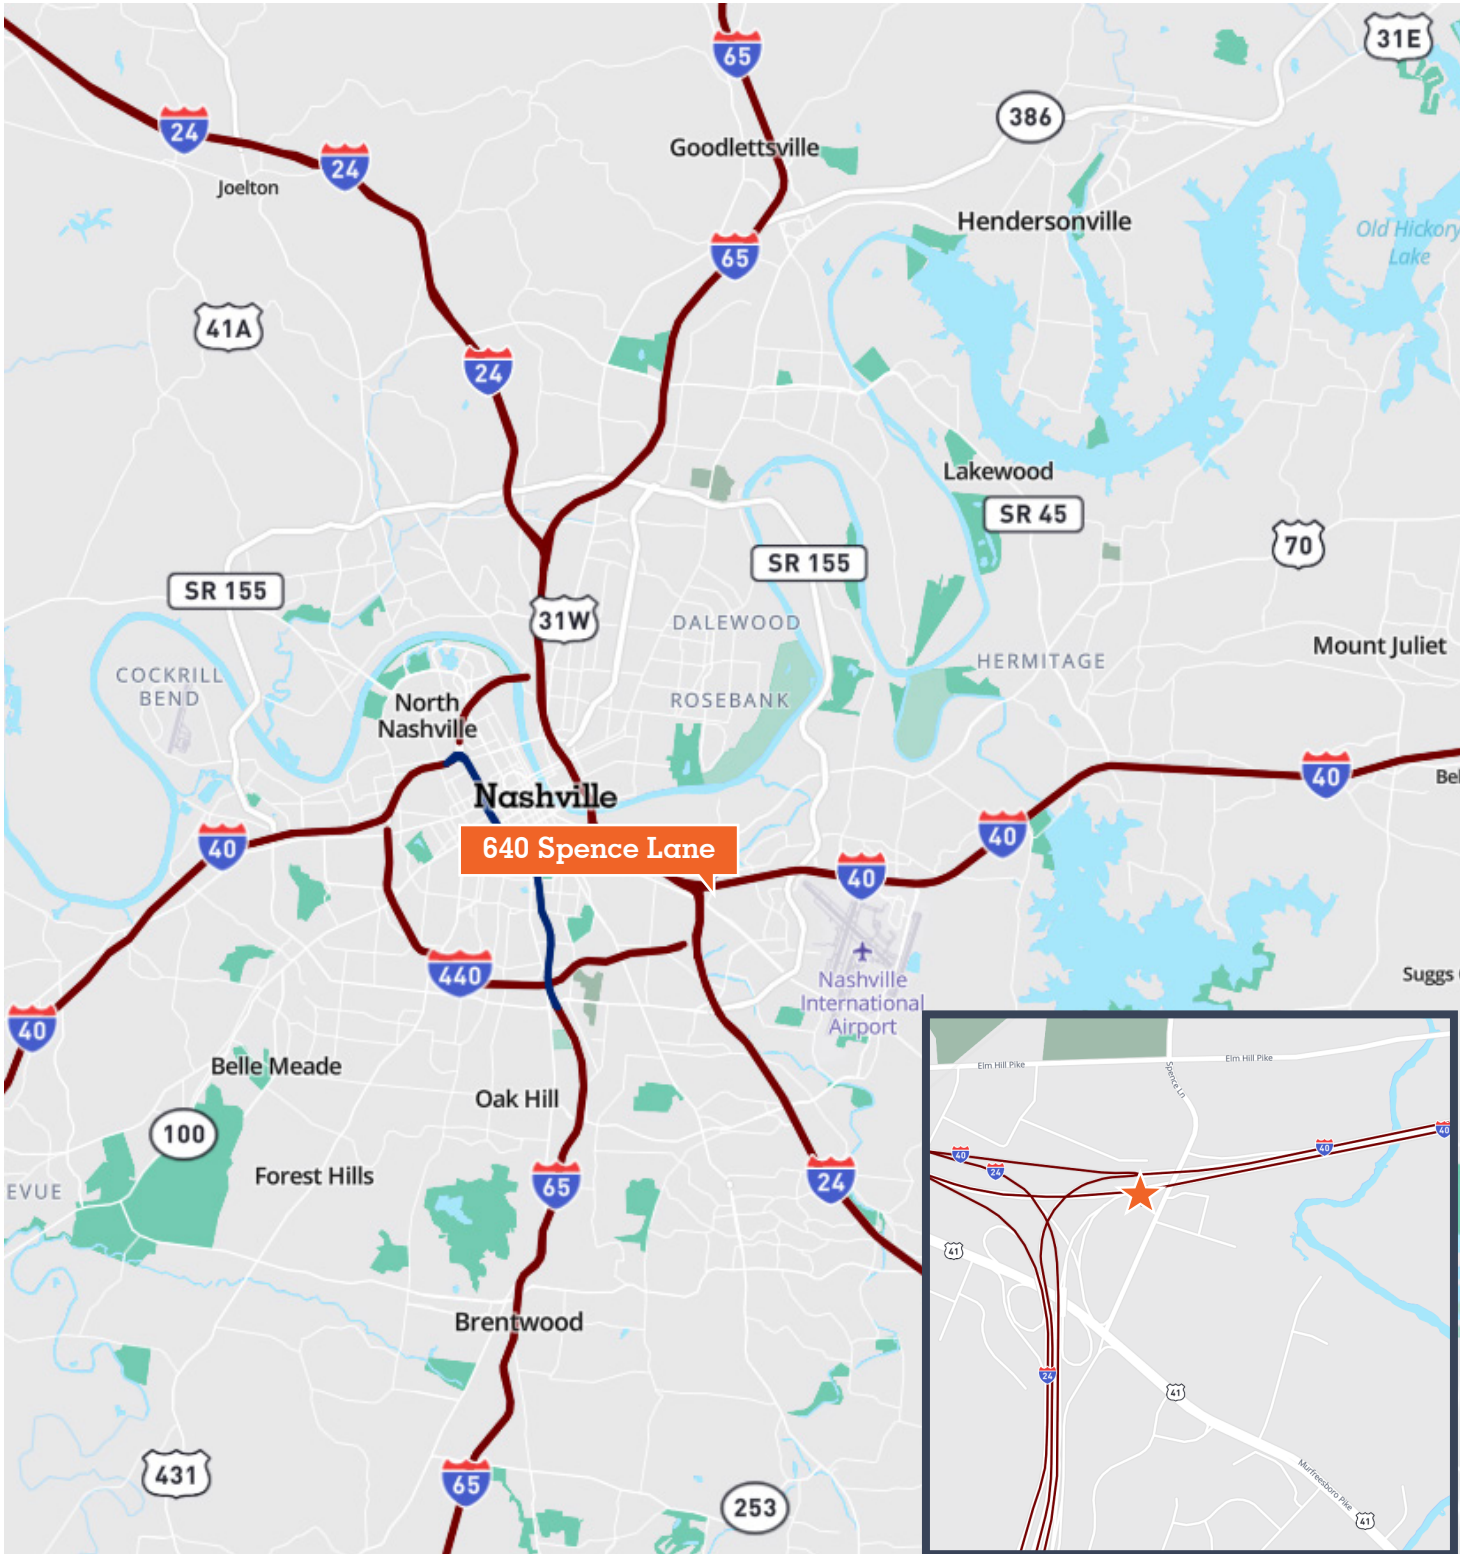 65
31E
24
386
24
Goodlettsville
Joelton
Hendersonville
Old Hickory
Lake
65
41A
24
Lakewood
SR 45
70
SR 155
SR 155
31W
DALEWOOD
Mount Juliet
HERMITAGE
COCKRILL
BEND
ROSEBANK
North
Nashville
40
Bel
Nashville
40
40
640 Spence Lane
40
440
Nashville
International
Airport
Suggs
40
Belle Meade
Oak Hill
100
Forest Hills
EVUE
65
24
Brentwood
431
65
253
Elm Hill Pike
Elm Hill Pike
Spence Ln
40
40
40
24
41
24
41
Murfreesboro Pike
41